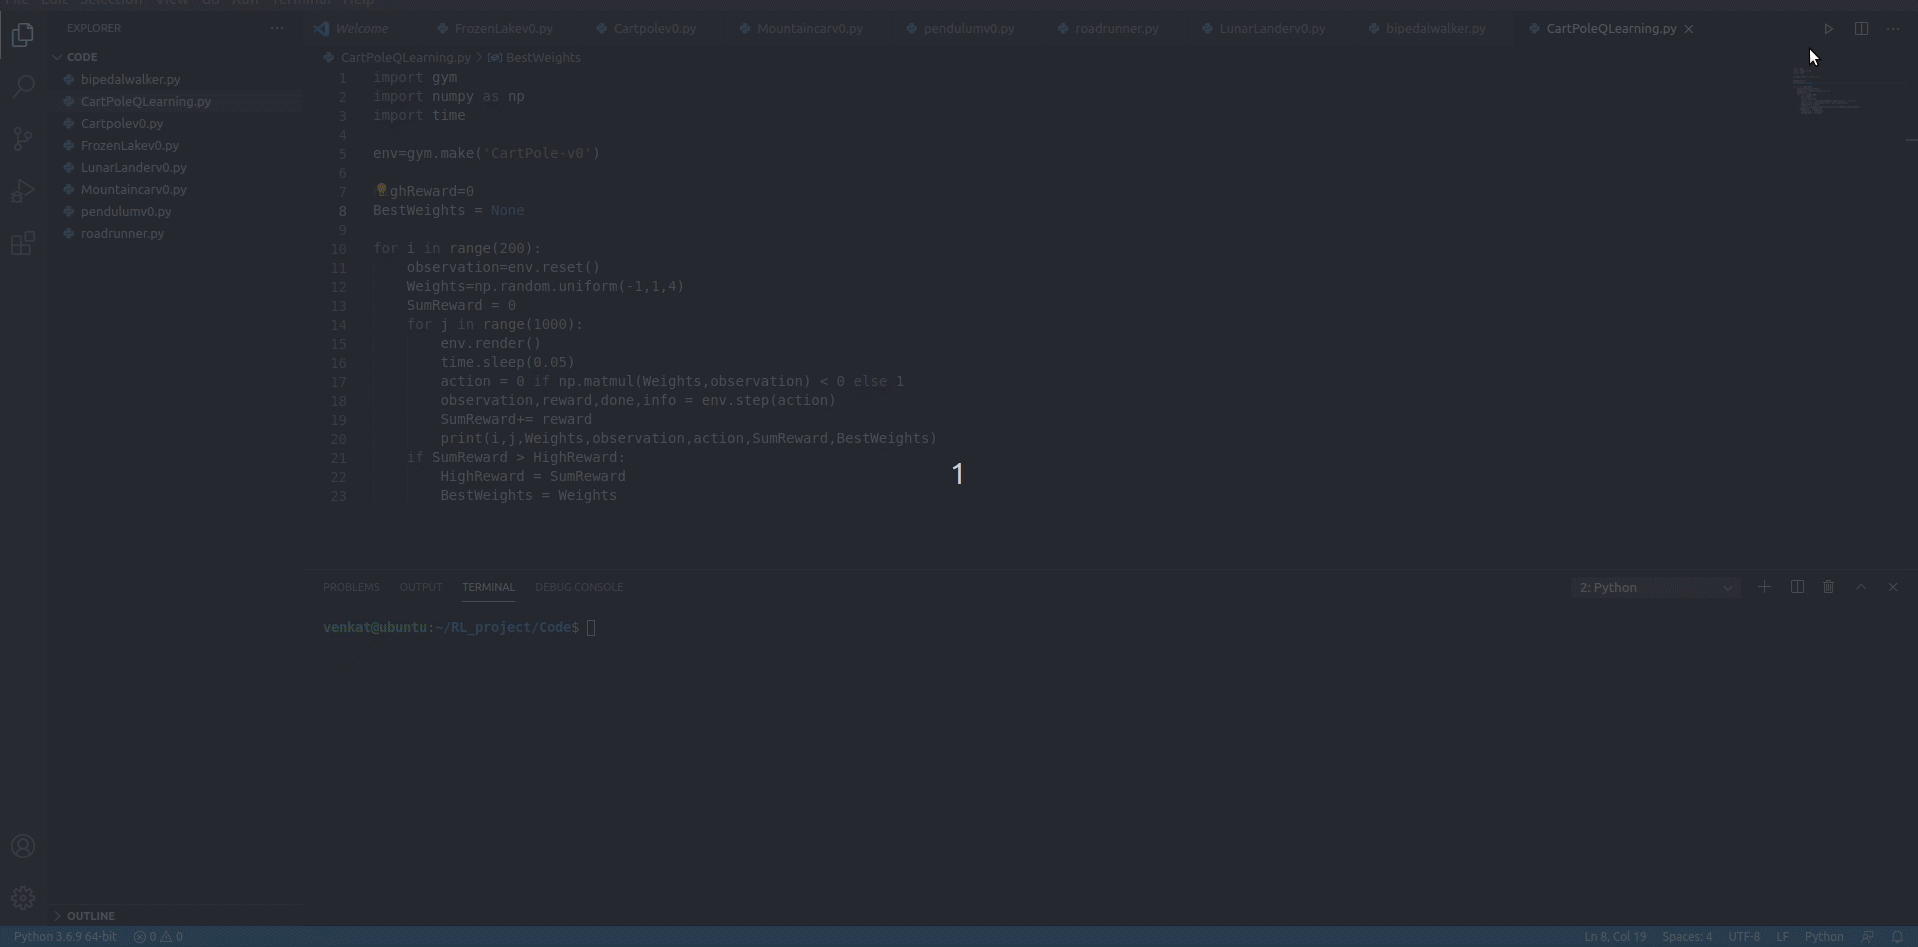 File Edit Selection View Go Run Terminal Help
EXPLORER
Welcome FrozenLakev0.py Cartpolev0.py Mountaincarv0.py pendulumv0.py roadrunner.py LunarLanderv0.py bipedalwalker.py CartPoleQLearning.py
CODE
bipedalwalker.py
CartPoleQLearning.py
Cartpolev0.py
FrozenLakev0.py
LunarLanderv0.py
Mountaincarv0.py
pendulumv0.py
roadrunner.py
CartPoleQLearning.py > BestWeights
1 import gym
2 import numpy as np
3 import time
4
5 env=gym.make('CartPole-v0')
6
7 ghReward=0
8 BestWeights = None
9
10 for i in range(200):
11 observation=env.reset()
12 Weights=np.random.uniform(-1,1,4)
13 SumReward = 0
14 for j in range(1000):
15 env.render()
16 time.sleep(0.05)
17 action = 0 if np.matmul(Weights,observation) < 0 else 1
18 observation,reward,done,info = env.step(action)
19 SumReward+= reward
20 print(i,j,Weights,observation,action,SumReward,BestWeights)
21 if SumReward > HighReward:
22 HighReward = SumReward
23 BestWeights = Weights
1
PROBLEMS OUTPUT TERMINAL DEBUG CONSOLE 2: Python
venkat@ubuntu:~/RL_project/Code$
OUTLINE
Python 3.6.9 64-bit 0 0 Ln 8, Col 19 Spaces: 4 UTF-8 LF Python